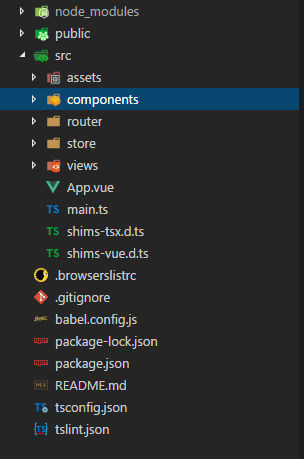 node_modules
public
src
assets
components
router
store
views
App.vue
TS main.ts
TS shims-tsx.d.ts
TS shims-vue.d.ts
.browserslistrc
.gitignore
babel.config.js
package-lock.json
package.json
README.md
TS tsconfig.json
tslint.json